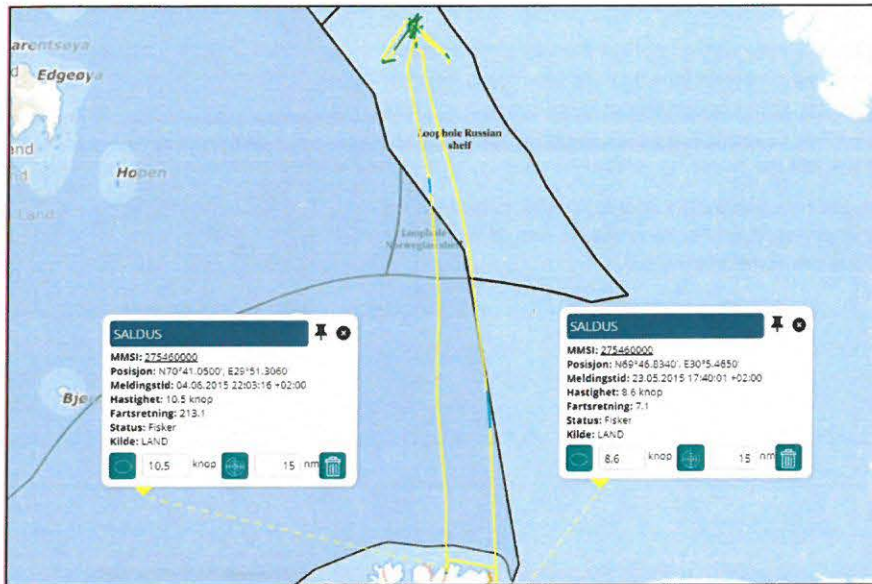 arentsøya
Edgeøya
Hopen
Land
Loophole Russian
shelf
Loophole
Norwegian shelf
SALDUS
MMSI: 275460000
Posisjon: N70°41.0500', E29°51.3060'
Meldingstid: 04.06.2015 22:03:16 +02:00
Hastighet: 10.5 knop
Fartsretning: 213.1
Status: Fisker
Kilde: LAND
10.5 knop 15 nm
SALDUS
MMSI: 275460000
Posisjon: N69°46.8340', E30°5.4650'
Meldingstid: 23.05.2015 17:40:01 +02:00
Hastighet: 8.6 knop
Fartsretning: 7.1
Status: Fisker
Kilde: LAND
8.6 knop 15 nm